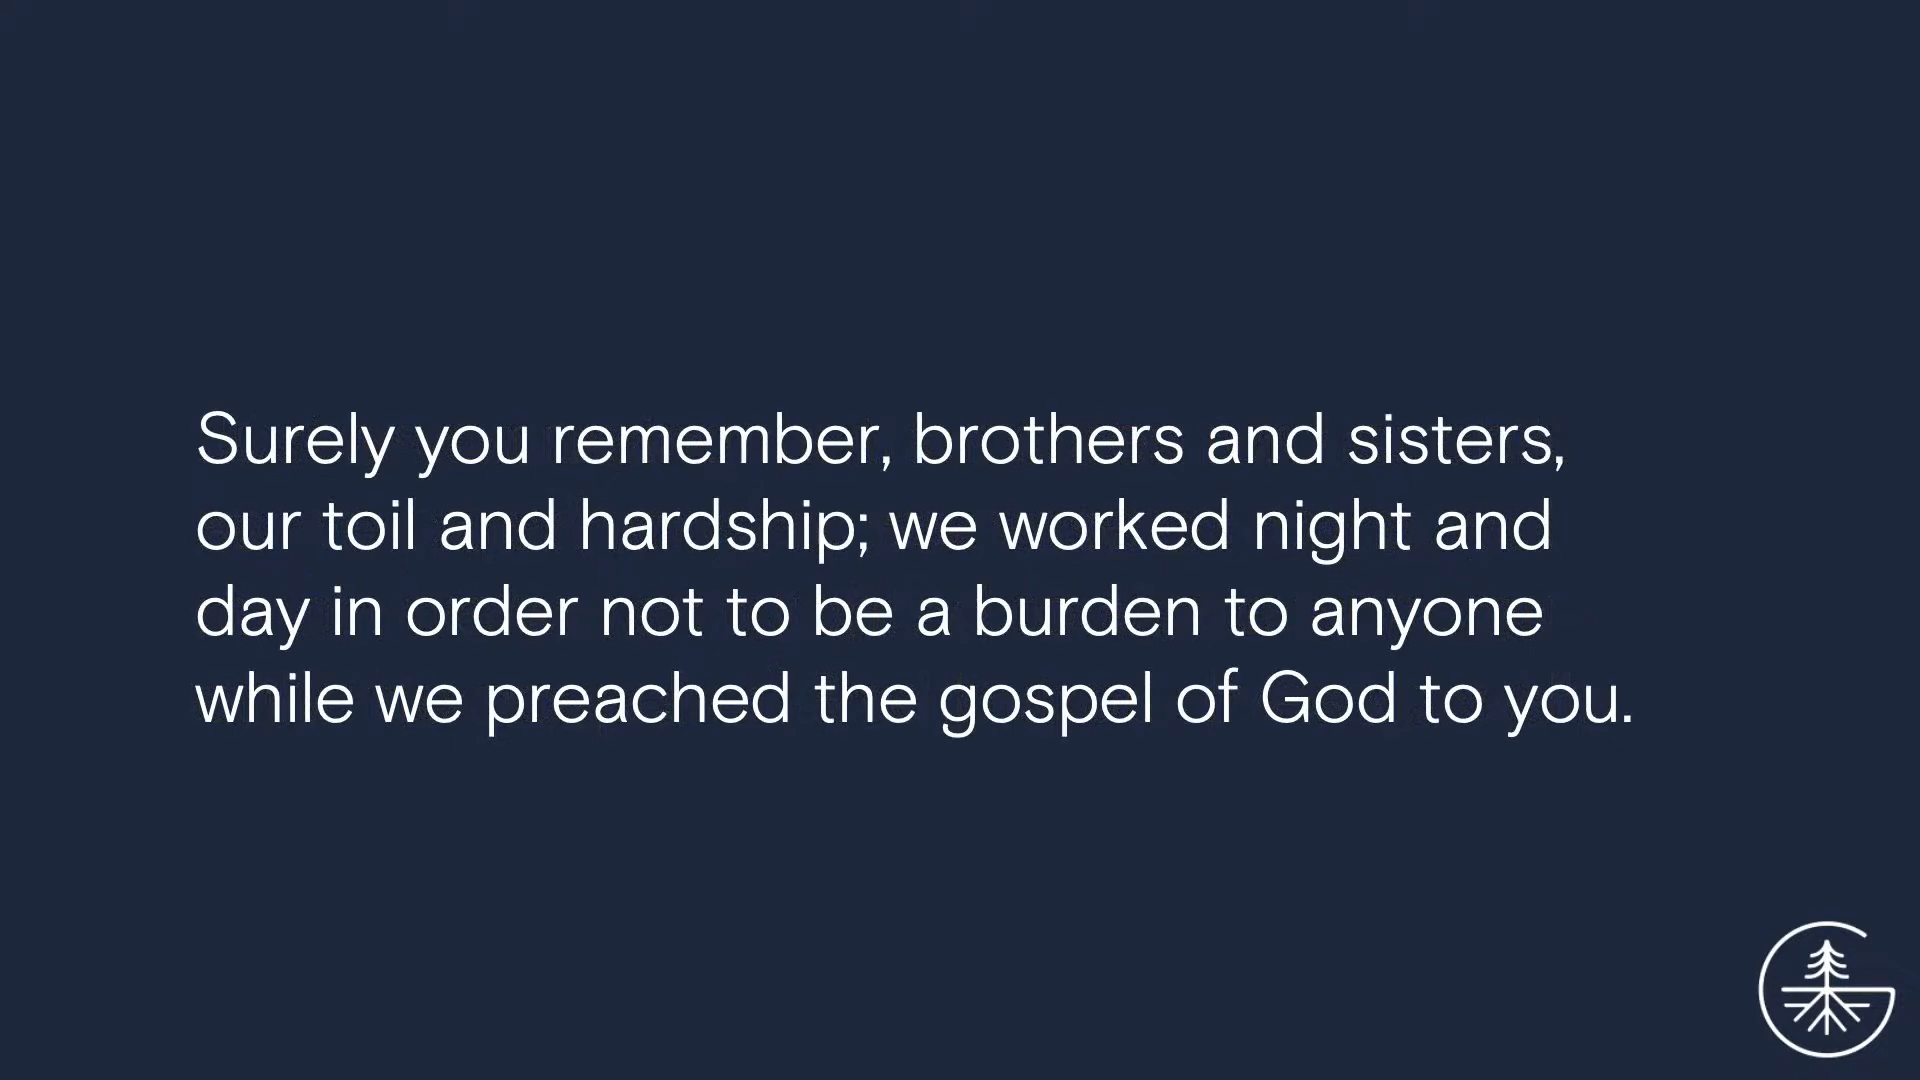 Surely you remember, brothers and sisters,
our toil and hardship; we worked night and
day in order not to be a burden to anyone
while we preached the gospel of God to you.